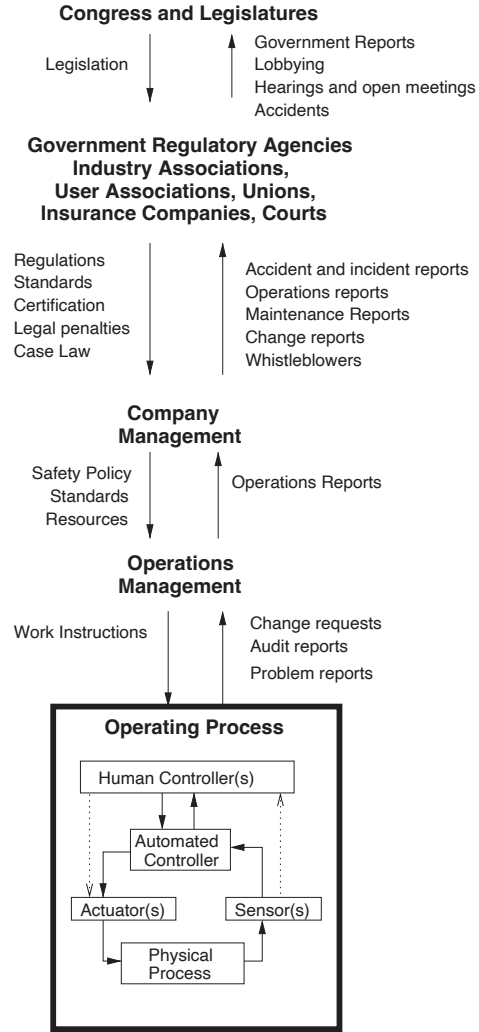 Congress and Legislatures
Legislation
Government Reports
Lobbying
Hearings and open meetings
Accidents
Government Regulatory Agencies
Industry Associations,
User Associations, Unions,
Insurance Companies, Courts
Regulations
Standards
Certification
Legal penalties
Case Law
Accident and incident reports
Operations reports
Maintenance Reports
Change reports
Whistleblowers
Company
Management
Safety Policy
Standards
Resources
Operations Reports
Operations
Management
Work Instructions
Change requests
Audit reports
Problem reports
Operating Process
Human Controller(s)
Automated
Controller
Actuator(s)
Sensor(s)
Physical
Process